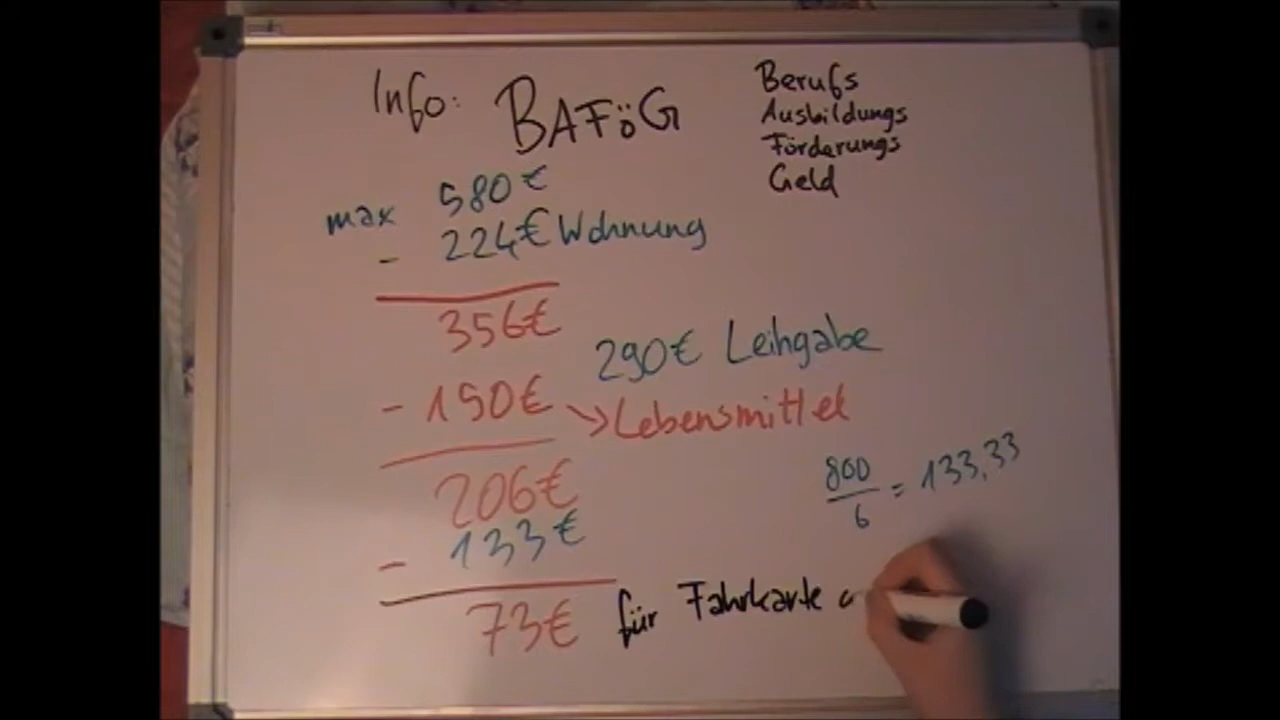 Info: BAFöG
Berufs
Ausbildungs
Förderungs
Geld
max 580€
- 224€ Wohnung
356€
290€ Leihgabe
- 150€ → Lebensmittel
206€
800/6 = 133,33
- 133€
73€ für Fahrkarte